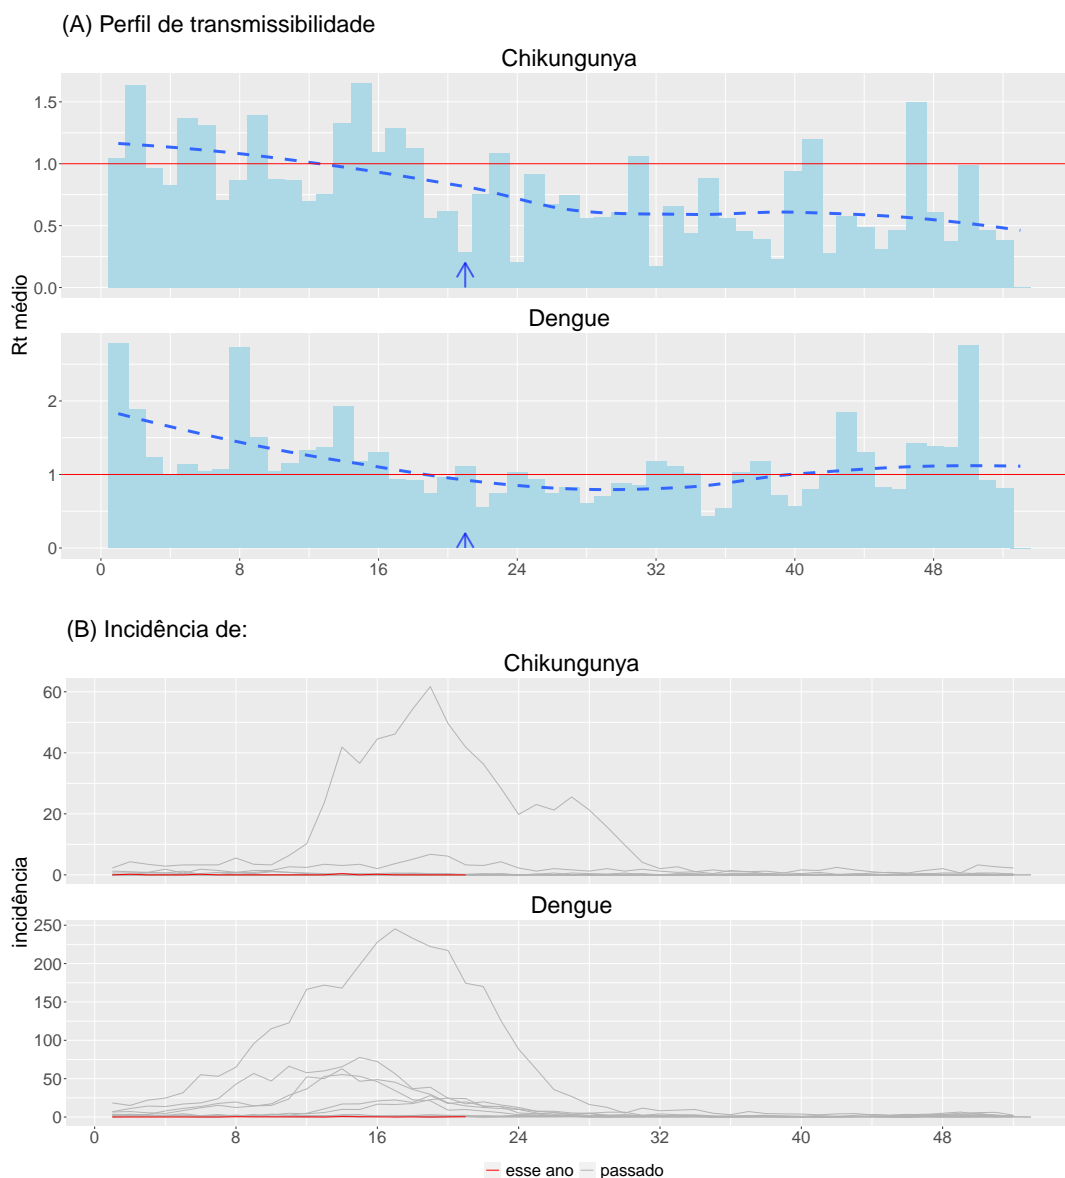 (A) Perfil de transmissibilidade
Chikungunya
1.5
1.0
0.5
0.0
Rt médio
Dengue
2
1
0
0 8 16 24 32 40 48
(B) Incidência de:
Chikungunya
60
40
20
0
incidência
Dengue
250
200
150
100
50
0
0 8 16 24 32 40 48
esse ano passado